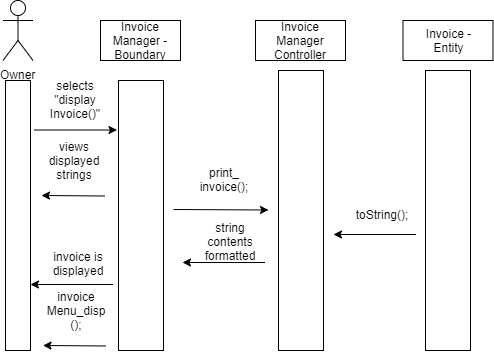 Invoice
Manager -
Boundary
Invoice
Manager
Controller
Invoice -
Entity
Owner
selects
"display
Invoice()"
views
displayed
strings
print_
invoice();
toString();
string
contents
formatted
invoice is
displayed
invoice
Menu_disp
();